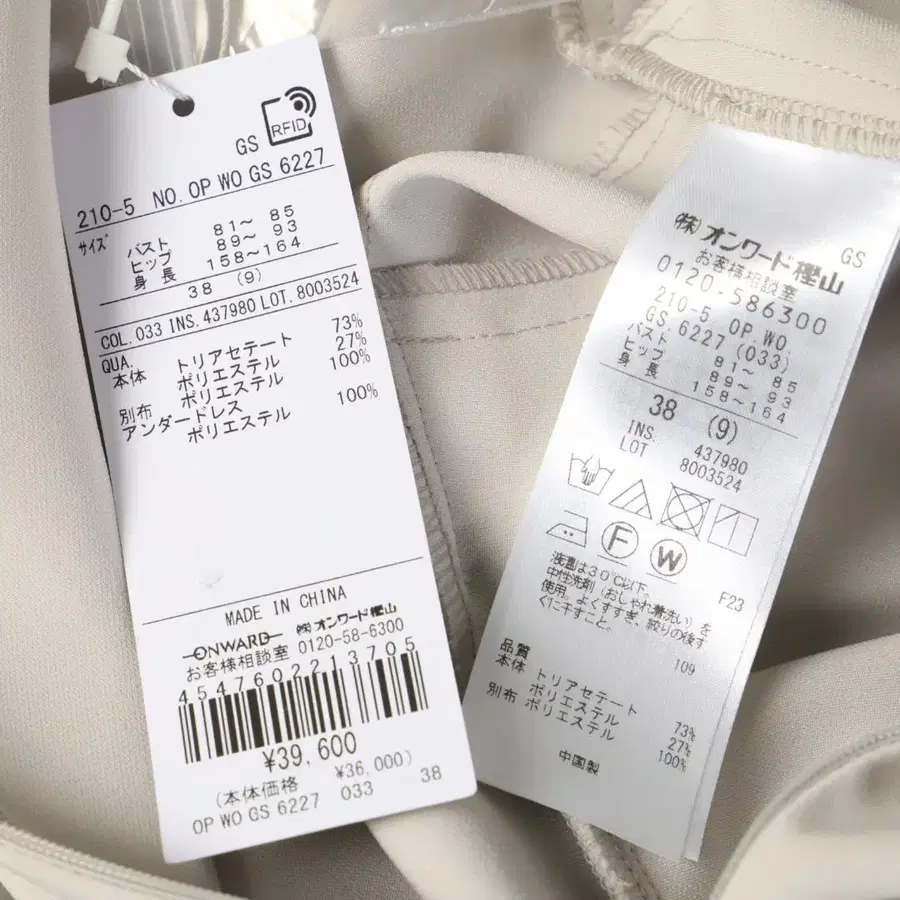 GS RFID
210-5 NO. OP WO GS 6227
サイズ バスト 81〜 85
ヒップ 89〜 93
身長 158〜164
38 (9)
COL. 033 INS. 437980 LOT. 8003524
QUA.
本体 トリアセテート 73%
ポリエステル 27%
別布 ポリエステル 100%
アンダードレス
ポリエステル 100%
MADE IN CHINA
ONWARD ㈱オンワード樫山
お客様相談室 0120-58-6300
4547602213705
¥39,600
(本体価格 ¥36,000)
OP WO GS 6227 033 38
㈱オンワード樫山 GS
お客様相談室
0120-586300
210-5 OP. WO.
GS. 6227 (033)
バスト 81〜 85
ヒップ 89〜 93
身長 158〜164
38 (9)
INS. 437980
LOT 8003524
F W
液温は30℃以下、
中性洗剤(おしゃれ着洗い)を
使用。よくすすぎ、絞りの後す
ぐに干すこと。
F23
109
品質
本体 トリアセテート 73%
ポリエステル 27%
別布 ポリエステル 100%
中国製